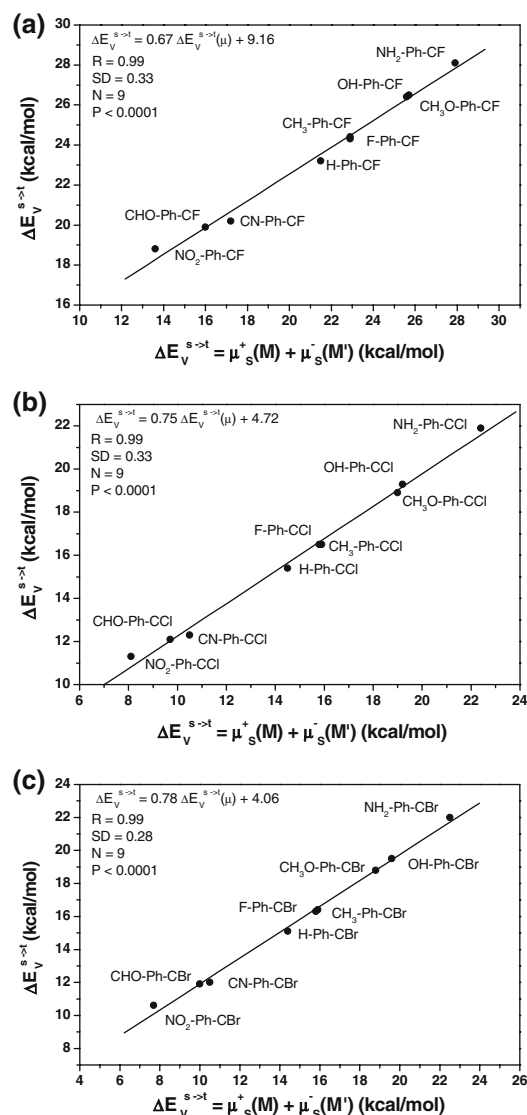 (a)
ΔE_V^{s->t} = 0.67 ΔE_V^{s->t}(μ) + 9.16
R = 0.99
SD = 0.33
N = 9
P < 0.0001
NH₂-Ph-CF
OH-Ph-CF
CH₃O-Ph-CF
CH₃-Ph-CF
F-Ph-CF
H-Ph-CF
CHO-Ph-CF
CN-Ph-CF
NO₂-Ph-CF
ΔE_V^{s->t} (kcal/mol)
30
28
26
24
22
20
18
16
10 12 14 16 18 20 22 24 26 28 30
ΔE_V^{s->t} = μ⁺_S(M) + μ⁻_S(M') (kcal/mol)
(b)
ΔE_V^{s->t} = 0.75 ΔE_V^{s->t}(μ) + 4.72
R = 0.99
SD = 0.33
N = 9
P < 0.0001
NH₂-Ph-CCl
OH-Ph-CCl
CH₃O-Ph-CCl
F-Ph-CCl
CH₃-Ph-CCl
H-Ph-CCl
CHO-Ph-CCl
CN-Ph-CCl
NO₂-Ph-CCl
ΔE_V^{s->t} (kcal/mol)
22
20
18
16
14
12
10
6 8 10 12 14 16 18 20 22 24
ΔE_V^{s->t} = μ⁺_S(M) + μ⁻_S(M') (kcal/mol)
(c)
ΔE_V^{s->t} = 0.78 ΔE_V^{s->t}(μ) + 4.06
R = 0.99
SD = 0.28
N = 9
P < 0.0001
NH₂-Ph-CBr
CH₃O-Ph-CBr
OH-Ph-CBr
F-Ph-CBr
CH₃-Ph-CBr
H-Ph-CBr
CHO-Ph-CBr
CN-Ph-CBr
NO₂-Ph-CBr
ΔE_V^{s->t} (kcal/mol)
24
22
20
18
16
14
12
10
8
4 6 8 10 12 14 16 18 20 22 24 26
ΔE_V^{s->t} = μ⁺_S(M) + μ⁻_S(M') (kcal/mol)